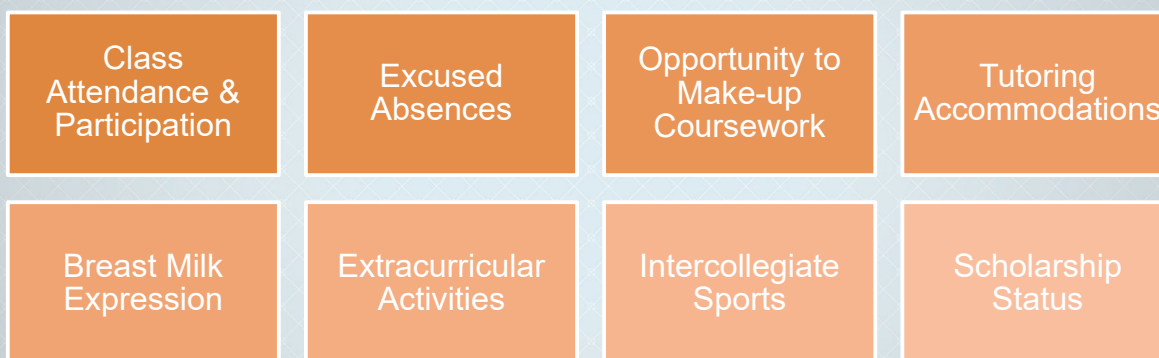 Class
Attendance &
Participation
Excused
Absences
Opportunity to
Make-up
Coursework
Tutoring
Accommodations
Breast Milk
Expression
Extracurricular
Activities
Intercollegiate
Sports
Scholarship
Status